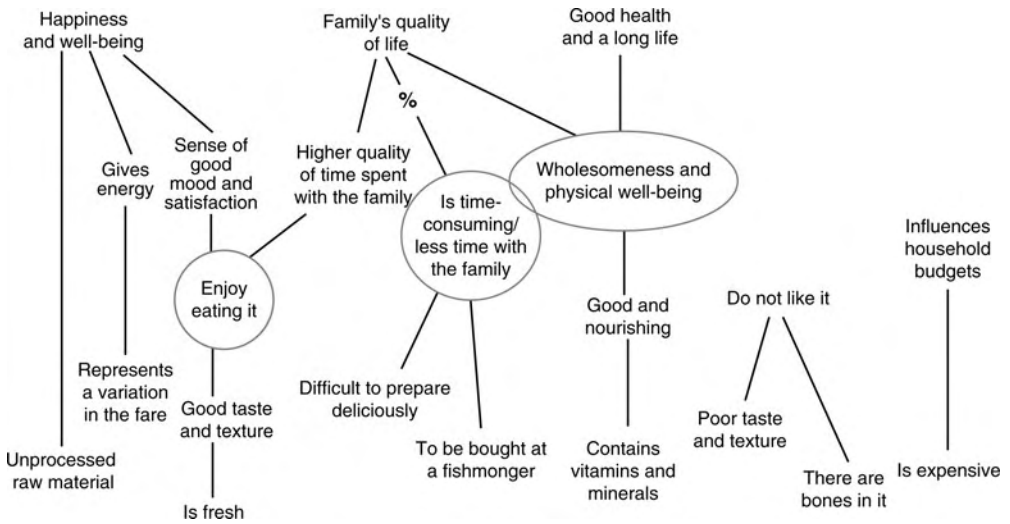 Happiness
and well-being
Family's quality
of life
Good health
and a long life
%
Gives
energy
Sense of
good
mood and
satisfaction
Higher quality
of time spent
with the family
Is time-
consuming/
less time with
the family
Wholesomeness and
physical well-being
Influences
household
budgets
Enjoy
eating it
Good and
nourishing
Do not like it
Represents
a variation
in the fare
Good taste
and texture
Difficult to prepare
deliciously
To be bought at
a fishmonger
Contains
vitamins and
minerals
Poor taste
and texture
There are
bones in it
Is expensive
Unprocessed
raw material
Is fresh